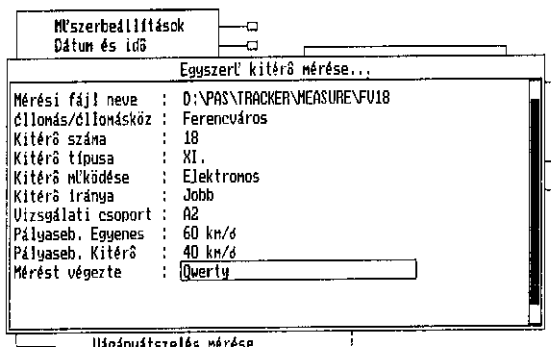 Műszerbeállítások
Dátum és idő
Egyszerű kitérő mérése...
Mérési fájl neve : D:\PAS\TRACKER\MEASURE\FV18
állomás/állomásköz : Ferencváros
Kitérő száma : 18
Kitérő típusa : XI.
Kitérő működése : Elektromos
Kitérő iránya : Jobb
Vizsgálati csoport : A2
Pályaseb. Egyenes : 60 km/ó
Pályaseb. Kitérő : 40 km/ó
Mérést végezte : Qwerty
Vágányátszelés mérése